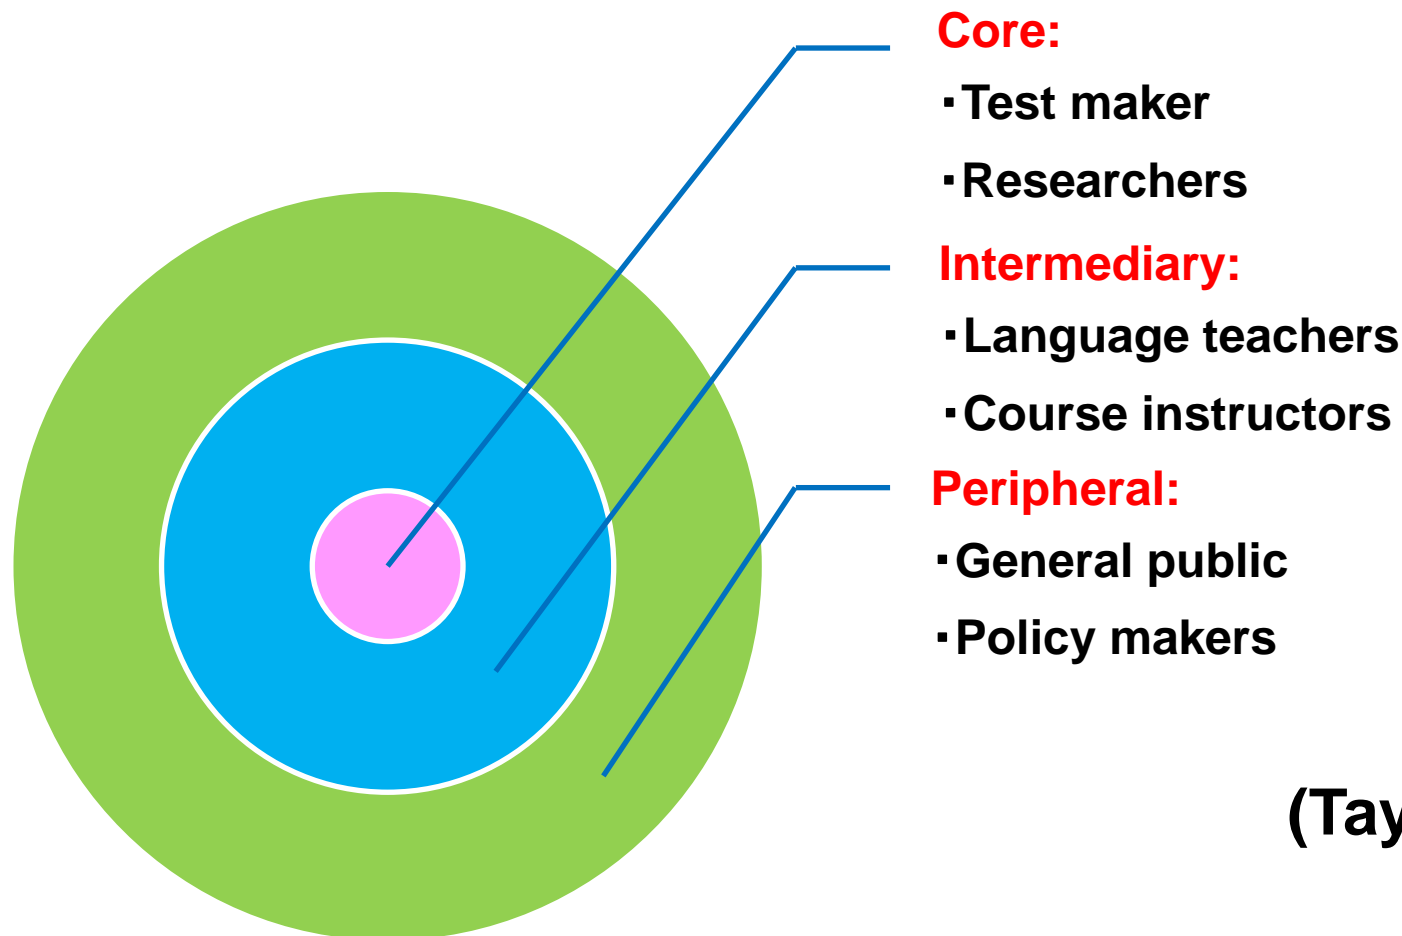 Core:
・Test maker
・Researchers
Intermediary:
・Language teachers
・Course instructors
Peripheral:
・General public
・Policy makers
(Tay